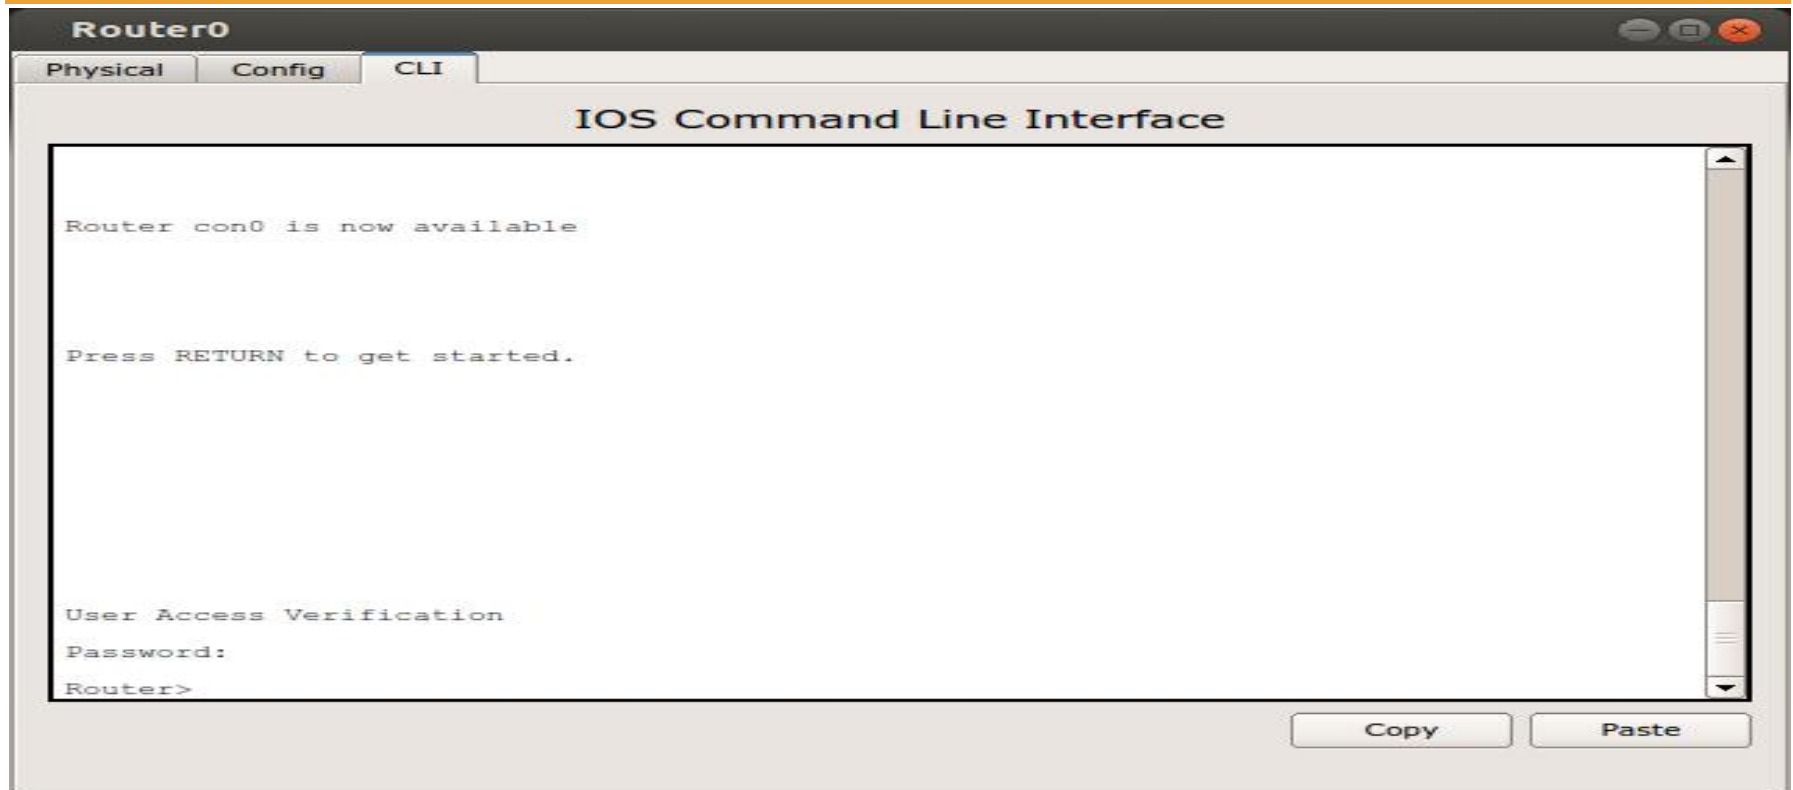 Router0
Physical Config CLI
IOS Command Line Interface
Router con0 is now available
Press RETURN to get started.
User Access Verification
Password:
Router>
Copy Paste